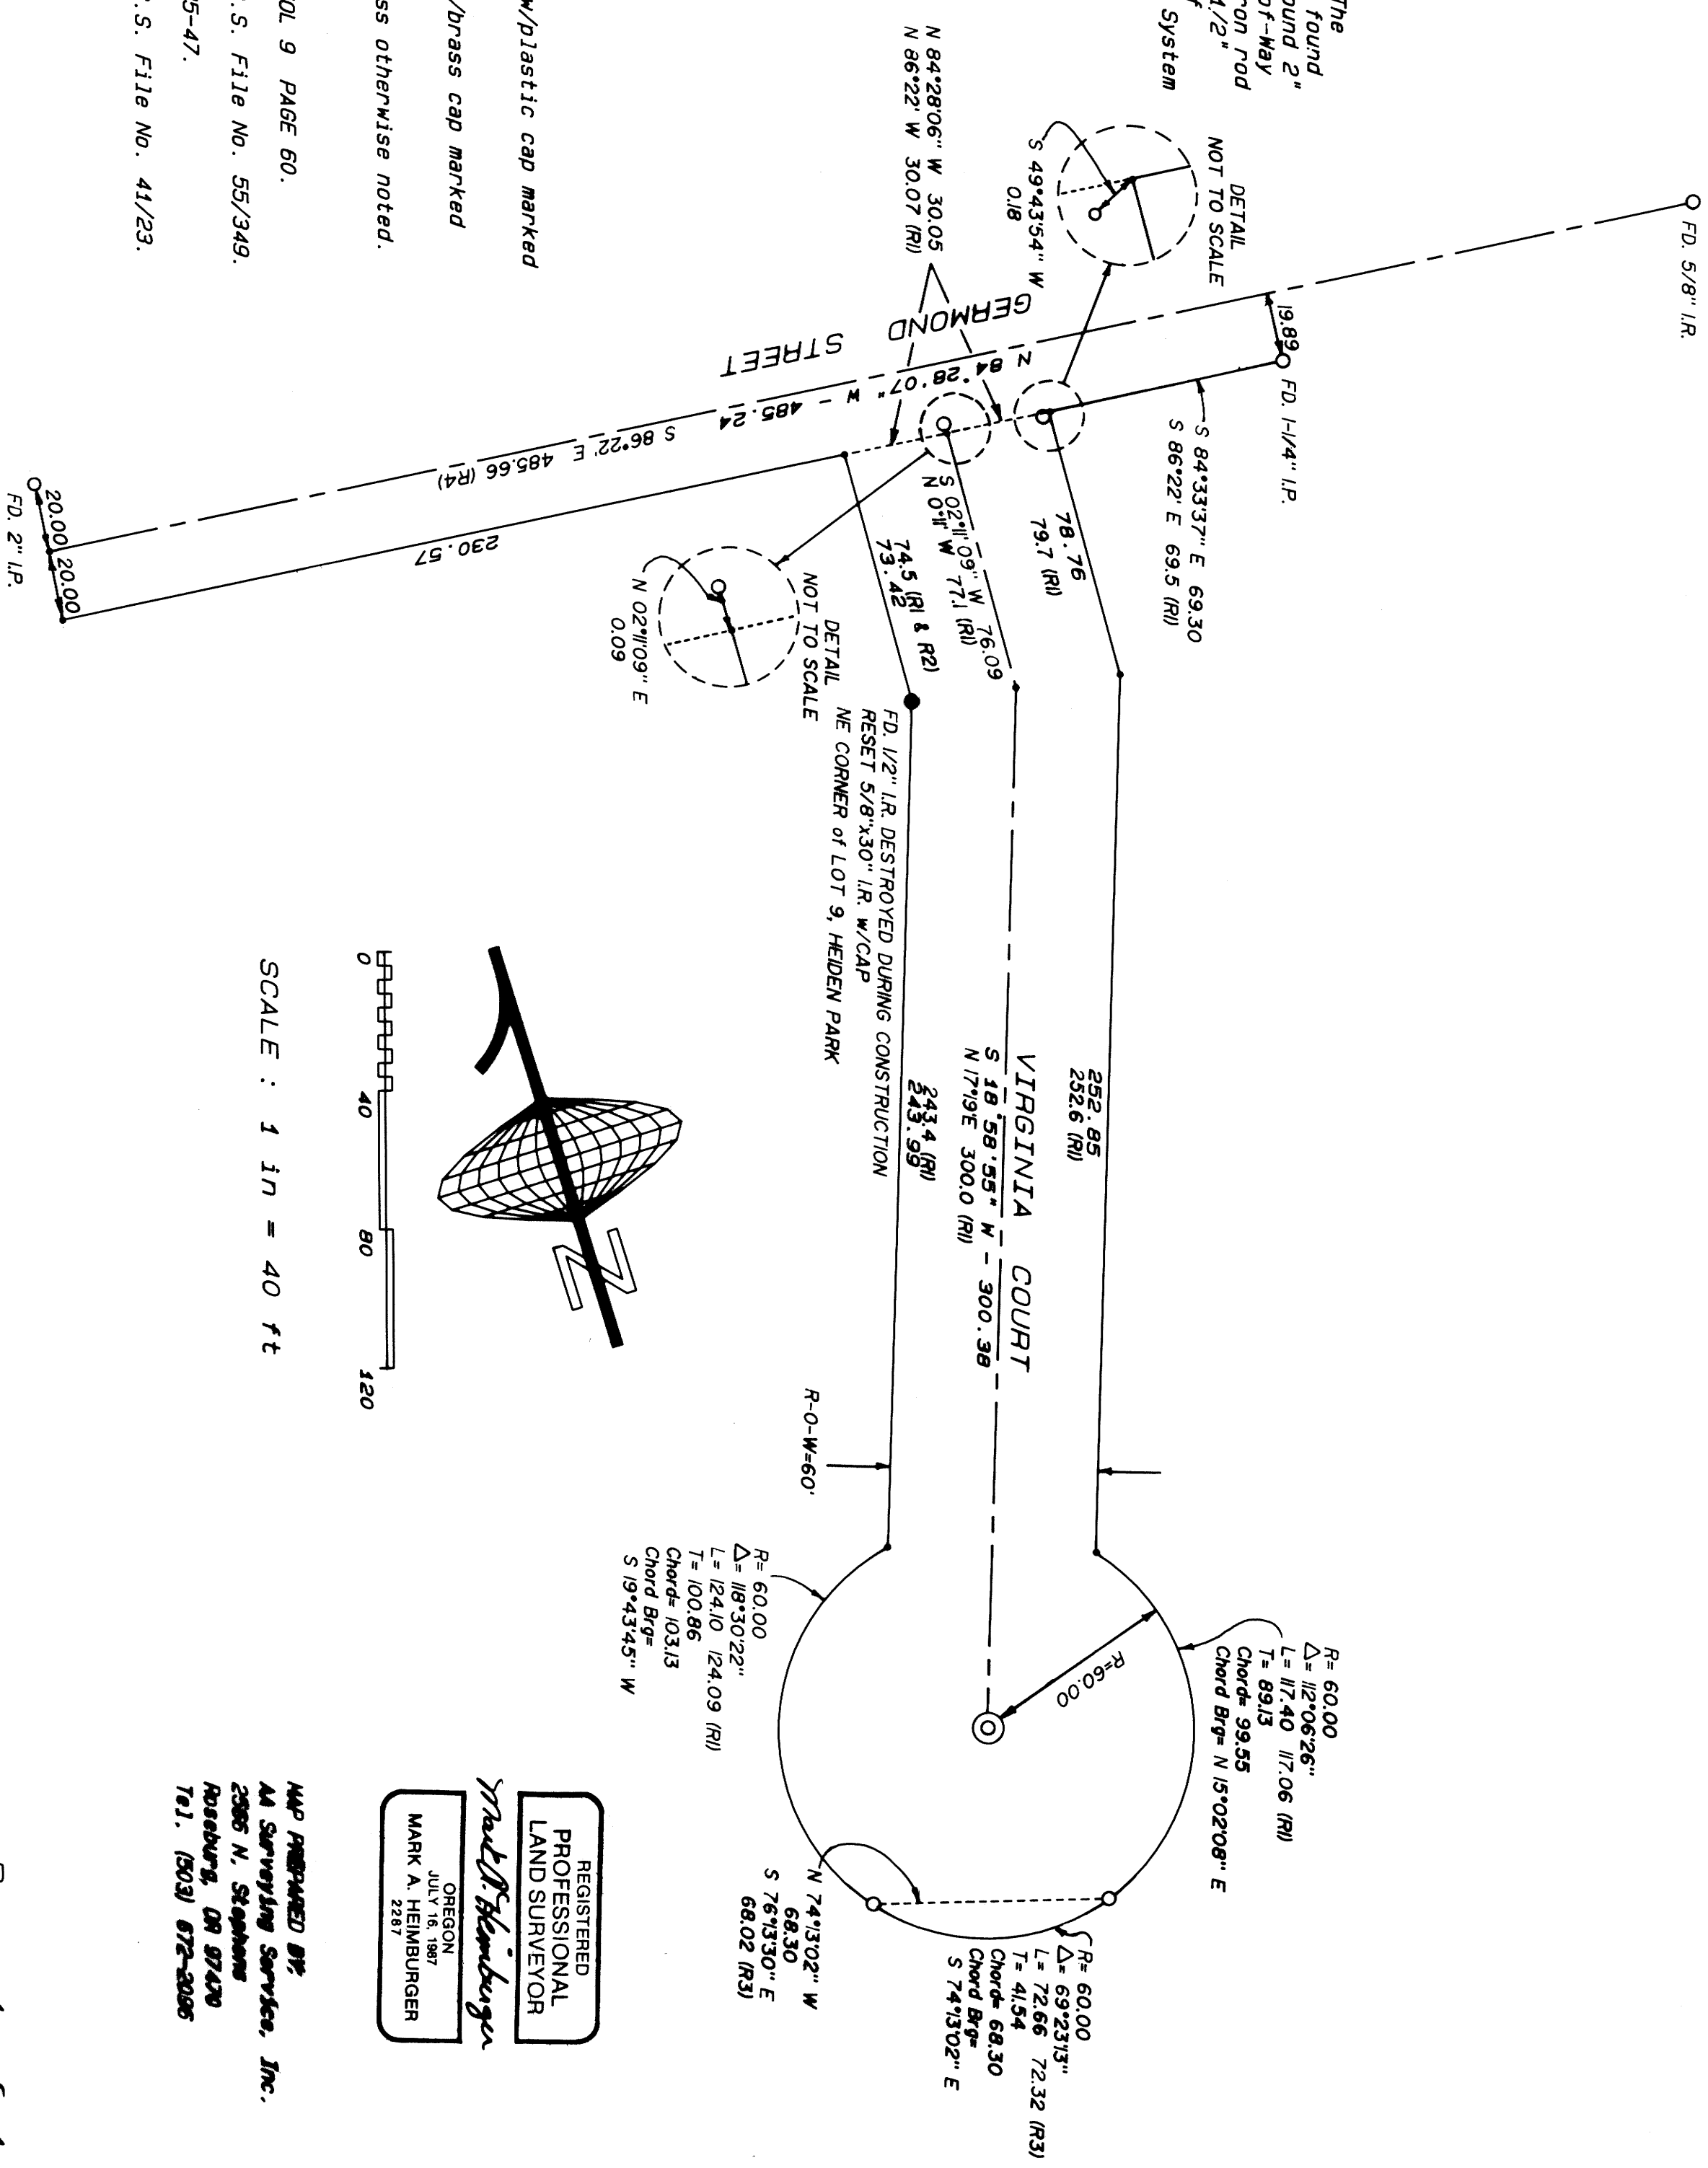 The
found
ound 2"
of-Way
ron rod
1/2"
f
System
w/plastic cap marked
/brass cap marked
ss otherwise noted.
OL 9 PAGE 60.
.S. File No. 55/349.
5-47.
.S. File No. 41/23.
FD. 5/8" I.R.
19.89
FD. 1-1/4" I.P.
S 84°33'37" E 69.30
S 86°22' E 69.5 (R1)
DETAIL
NOT TO SCALE
S 49°43'54" W
0.18
N 84°28'06" W 30.05
N 86°22' W 30.07 (R1)
GERMOND STREET
N 84°28'07" W - 485.24
S 86°22' E 485.66 (R4)
230.57
20.00
20.00
FD. 2" I.P.
78.76
79.7 (R1)
S 02°11'09" W 76.09
N 0°11' W 77.1 (R1)
74.5 (R1 & R2)
73.42
DETAIL
NOT TO SCALE
N 02°11'09" E
0.09
FD. 1/2" I.R. DESTROYED DURING CONSTRUCTION
RESET 5/8"x30" I.R. w/CAP
NE CORNER of LOT 9, HEIDEN PARK
252.85
252.6 (R1)
VIRGINIA COURT
S 18°58'55" W - 300.38
N 17°19'E 300.0 (R1)
243.4 (R1)
243.99
R-O-W=60'
R=60.00
R= 60.00
Δ= 112°06'26"
L= 117.40 117.06 (R1)
T= 89.13
Chord= 99.55
Chord Brg= N 15°02'08" E
R= 60.00
Δ= 118°30'22"
L= 124.10 124.09 (R1)
T= 100.86
Chord= 103.13
Chord Brg=
S 19°43'45" W
R= 60.00
Δ= 69°23'13"
L= 72.66 72.32 (R3)
T= 41.54
Chord= 68.30
Chord Brg=
S 74°13'02" E
N 74°13'02" W
68.30
S 76°13'30" E
68.02 (R3)
N
0 40 80 120
SCALE : 1 in = 40 ft
REGISTERED
PROFESSIONAL
LAND SURVEYOR
Mark A. Heimburger
OREGON
JULY 16, 1987
MARK A. HEIMBURGER
2287
MAP PREPARED BY:
AA Surveying Service, Inc.
2586 N. Stephens
Roseburg, OR 97470
Tel. (503) 672-2086